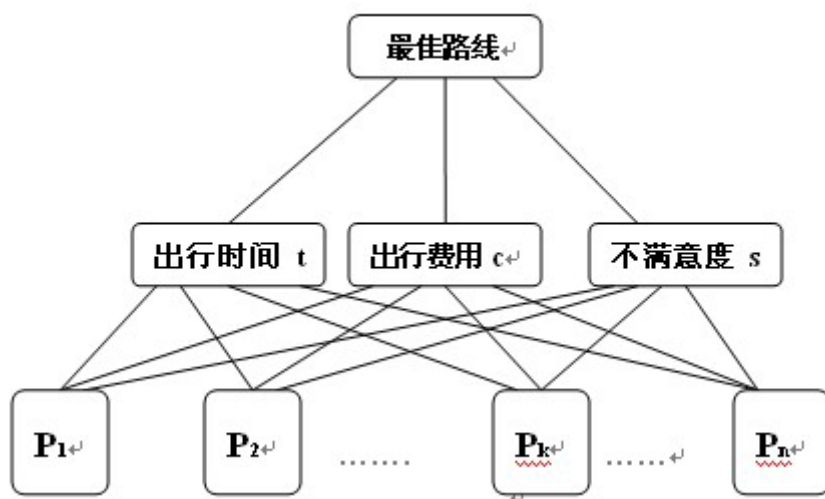 最佳路线
出行时间 t
出行费用 c
不满意度 s
P1
P2
.......
Pk
......
Pn